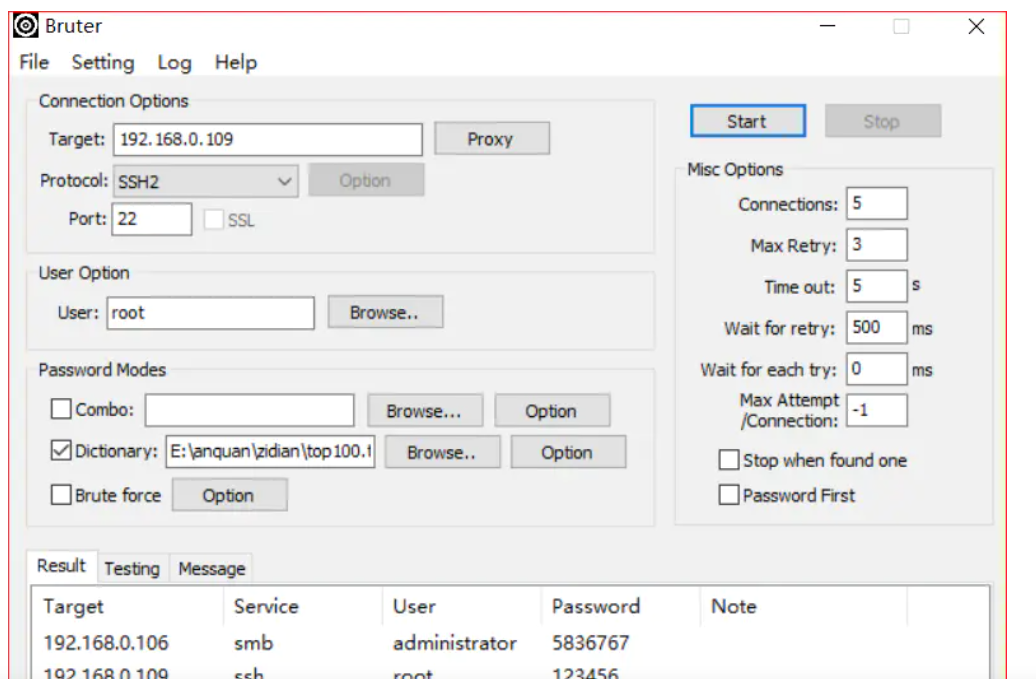 Bruter
File Setting Log Help
Connection Options
Target: 192.168.0.109 Proxy
Protocol: SSH2 Option
Port: 22 SSL
User Option
User: root Browse..
Password Modes
Combo: Browse... Option
Dictionary: E:\anquan\zidian\top100.t Browse.. Option
Brute force Option
Start Stop
Misc Options
Connections: 5
Max Retry: 3
Time out: 5 s
Wait for retry: 500 ms
Wait for each try: 0 ms
Max Attempt
/Connection: -1
Stop when found one
Password First
Result Testing Message
Target Service User Password Note
192.168.0.106 smb administrator 5836767
192.168.0.109 ssh root 123456